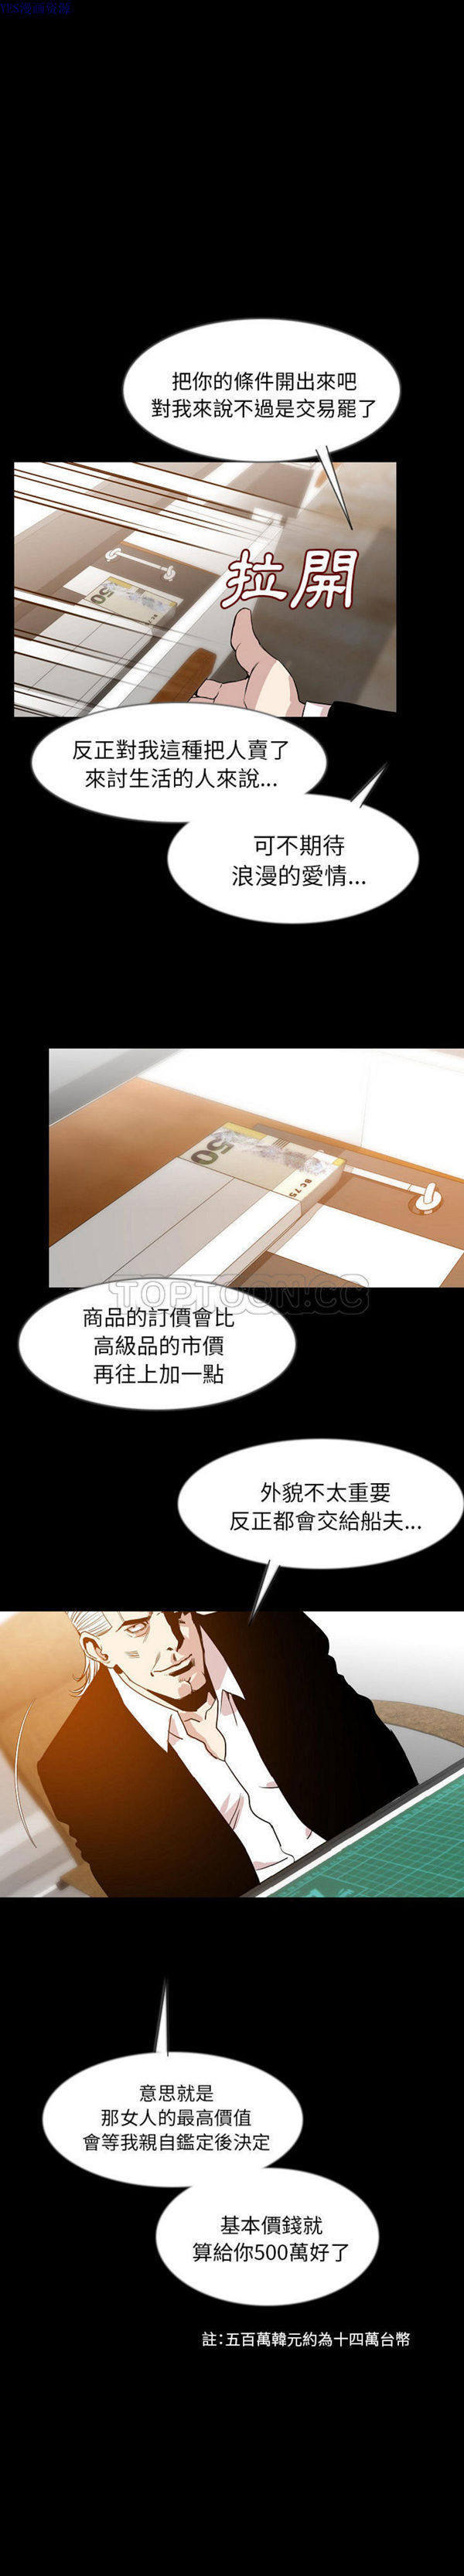 把你的條件開出來吧
對我來說不過是交易罷了
拉開
反正對我這種把人賣了
來討生活的人來說...
可不期待
浪漫的愛情...
50
BC75
TOPTOON.CC
商品的訂價會比
高級品的市價
再往上加一點
外貌不太重要
反正都會交給船夫...
意思就是
那女人的最高價值
會等我親自鑑定後決定
基本價錢就
算給你500萬好了
註:五百萬韓元約為十四萬台幣